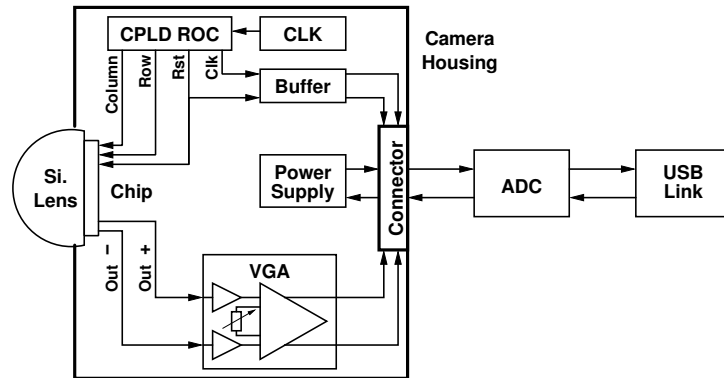 CPLD ROC
CLK
Camera
Housing
Column
Row
Rst
Clk
Buffer
Si.
Lens
Chip
Power
Supply
Connector
ADC
USB
Link
Out −
Out +
VGA